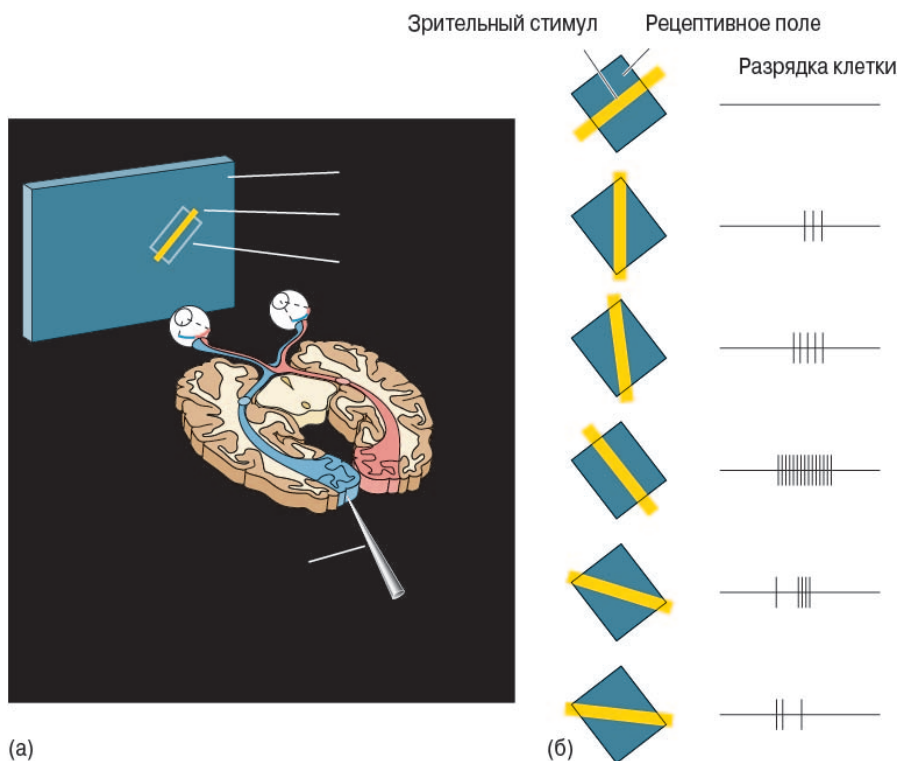 Зрительный стимул
Рецептивное поле
Разрядка клетки
(а)
(б)